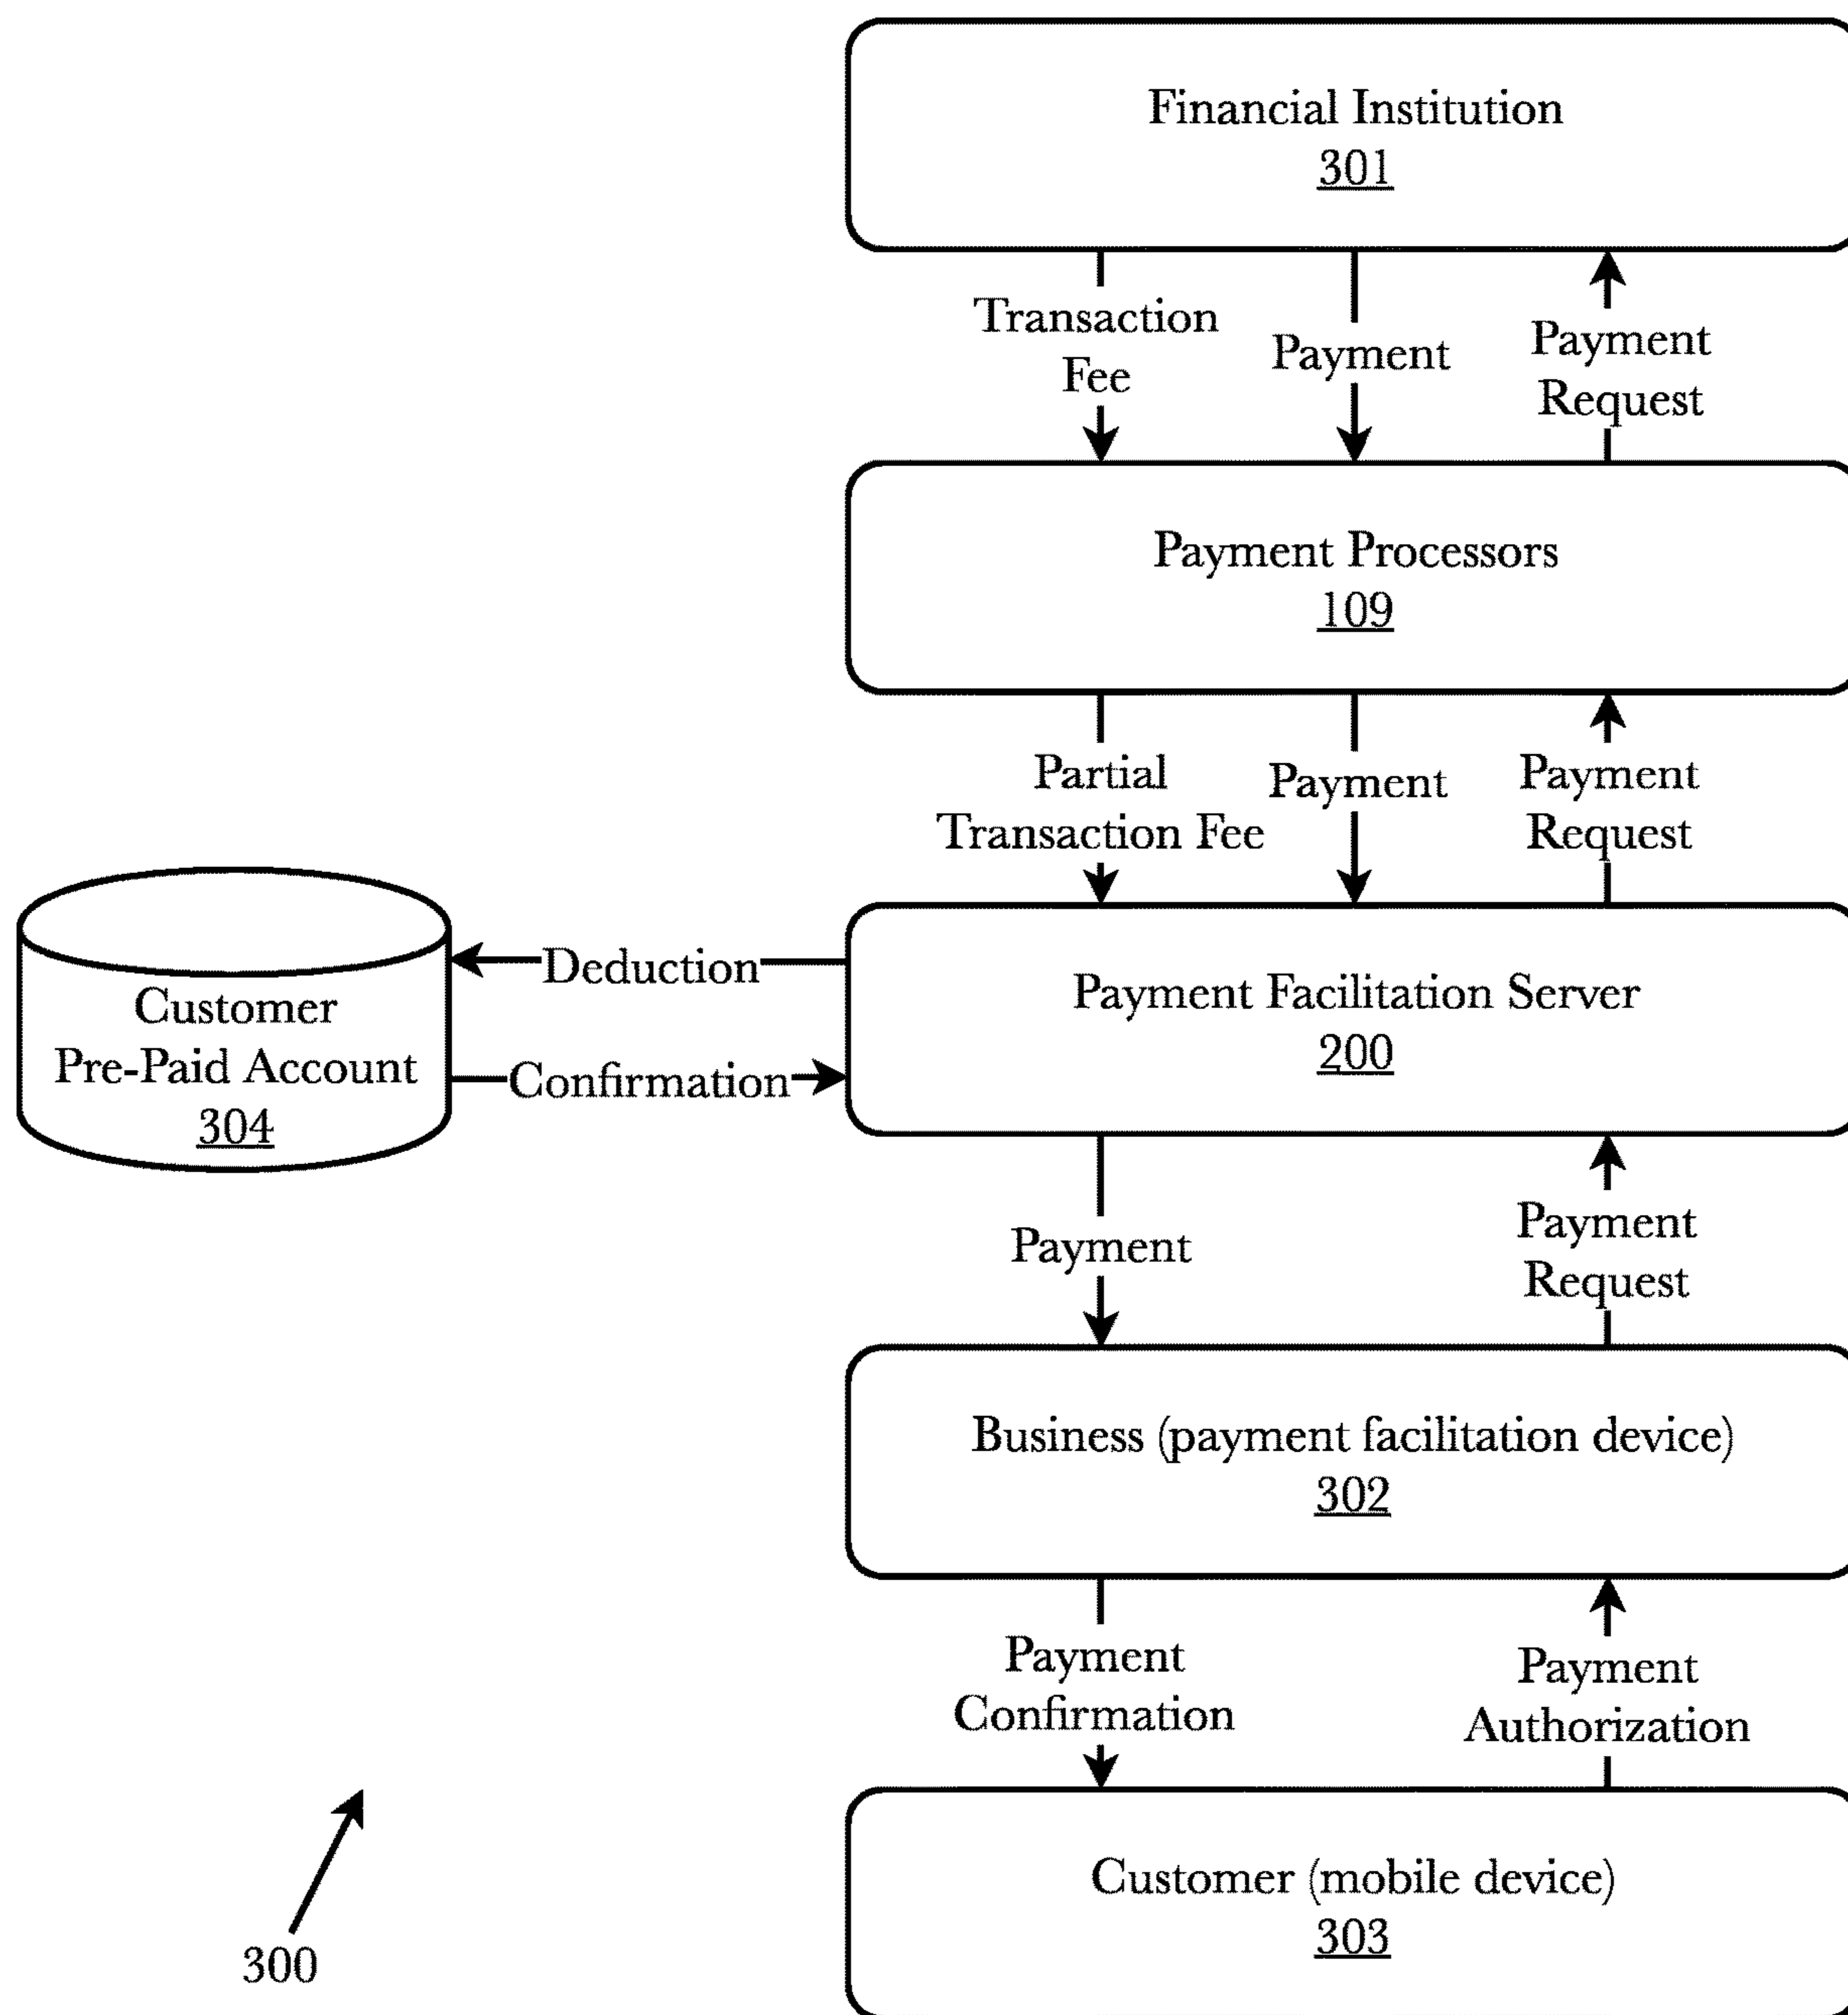 Financial Institution
301
Transaction
Fee
Payment
Payment
Request
Payment Processors
109
Partial
Transaction Fee
Payment
Payment
Request
Customer
Pre-Paid Account
304
Deduction
Confirmation
Payment Facilitation Server
200
Payment
Payment
Request
Business (payment facilitation device)
302
Payment
Confirmation
Payment
Authorization
Customer (mobile device)
303
300